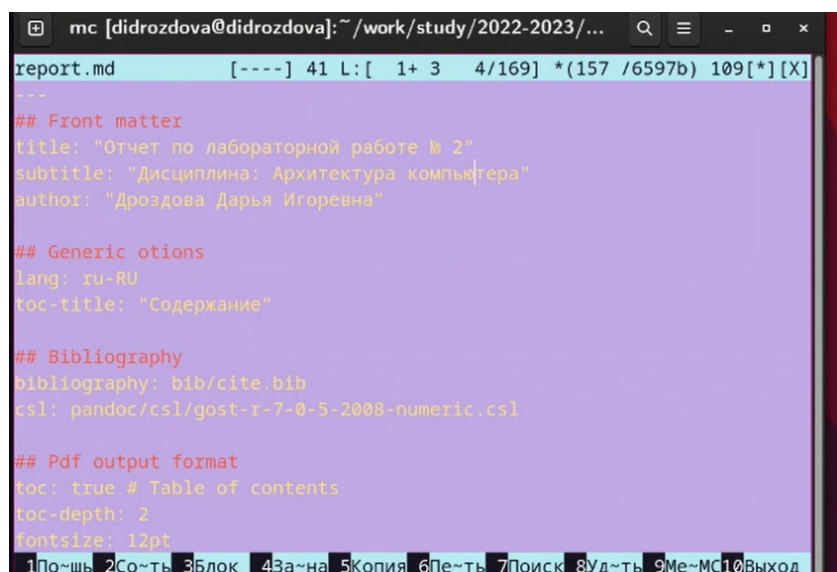 mc [didrozdova@didrozdova]:~/work/study/2022-2023/...
report.md [----] 41 L:[ 1+ 3 4/169] *(157 /6597b) 109[*][X]
---
## Front matter
title: "Отчет по лабораторной работе № 2"
subtitle: "Дисциплина: Архитектура компьютера"
author: "Дроздова Дарья Игоревна"
## Generic otions
lang: ru-RU
toc-title: "Содержание"
## Bibliography
bibliography: bib/cite.bib
csl: pandoc/csl/gost-r-7-0-5-2008-numeric.csl
## Pdf output format
toc: true # Table of contents
toc-depth: 2
fontsize: 12pt
1По~шь 2Со~ть 3Блок 4За~на 5Копия 6Пе~ть 7Поиск 8Уд~ть 9Ме~MC10Выход